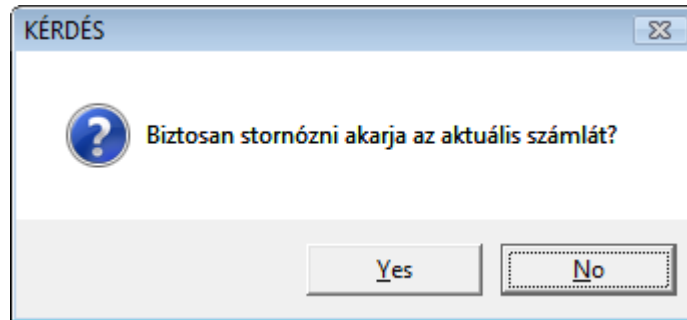 KÉRDÉS
Biztosan stornózni akarja az aktuális számlát?
Yes
No